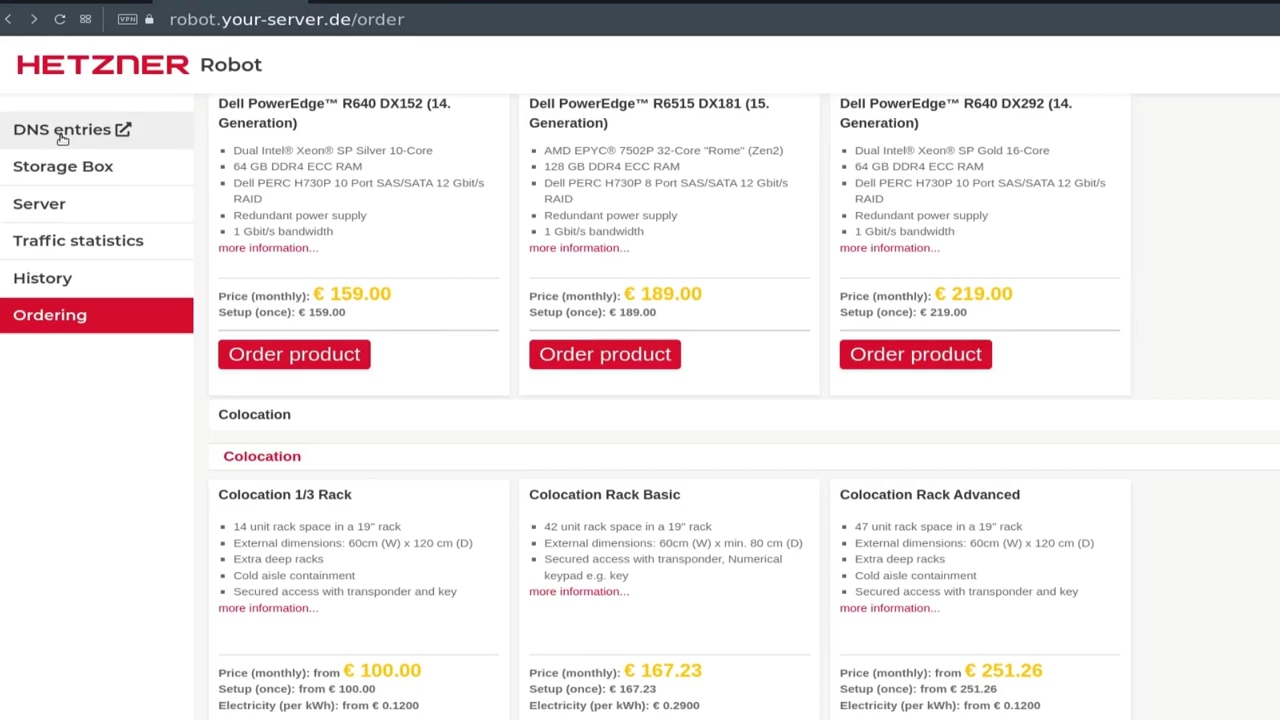 VPN robot.your-server.de/order
HETZNER Robot
DNS entries
Storage Box
Server
Traffic statistics
History
Ordering
Dell PowerEdge™ R640 DX152 (14.
Generation)
Dual Intel® Xeon® SP Silver 10-Core
64 GB DDR4 ECC RAM
Dell PERC H730P 10 Port SAS/SATA 12 Gbit/s
RAID
Redundant power supply
1 Gbit/s bandwidth
more information...
Price (monthly): € 159.00
Setup (once): € 159.00
Order product
Dell PowerEdge™ R6515 DX181 (15.
Generation)
AMD EPYC® 7502P 32-Core "Rome" (Zen2)
128 GB DDR4 ECC RAM
Dell PERC H730P 8 Port SAS/SATA 12 Gbit/s
RAID
Redundant power supply
1 Gbit/s bandwidth
more information...
Price (monthly): € 189.00
Setup (once): € 189.00
Order product
Dell PowerEdge™ R640 DX292 (14.
Generation)
Dual Intel® Xeon® SP Gold 16-Core
64 GB DDR4 ECC RAM
Dell PERC H730P 10 Port SAS/SATA 12 Gbit/s
RAID
Redundant power supply
1 Gbit/s bandwidth
more information...
Price (monthly): € 219.00
Setup (once): € 219.00
Order product
Colocation
Colocation
Colocation 1/3 Rack
14 unit rack space in a 19" rack
External dimensions: 60cm (W) x 120 cm (D)
Extra deep racks
Cold aisle containment
Secured access with transponder and key
more information...
Price (monthly): from € 100.00
Setup (once): from € 100.00
Electricity (per kWh): from € 0.1200
Colocation Rack Basic
42 unit rack space in a 19" rack
External dimensions: 60cm (W) x min. 80 cm (D)
Secured access with transponder, Numerical
keypad e.g. key
more information...
Price (monthly): € 167.23
Setup (once): € 167.23
Electricity (per kWh): € 0.2900
Colocation Rack Advanced
47 unit rack space in a 19" rack
External dimensions: 60cm (W) x 120 cm (D)
Extra deep racks
Cold aisle containment
Secured access with transponder and key
more information...
Price (monthly): from € 251.26
Setup (once): from € 251.26
Electricity (per kWh): from € 0.1200